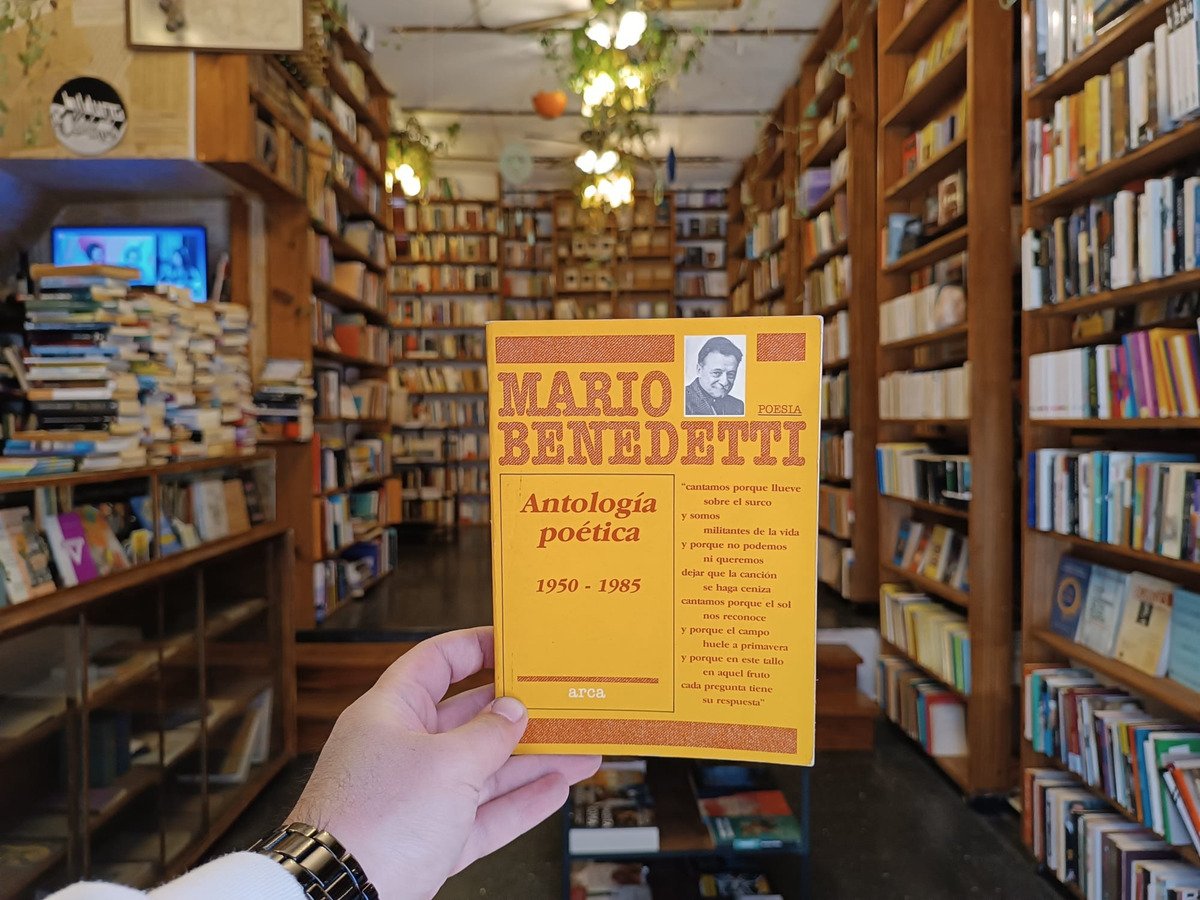 MARIO
BENEDETTI
POESIA
Antología
poética
1950 - 1985
arca
"cantamos porque llueve
sobre el surco
y somos
militantes de la vida
y porque no podemos
ni queremos
dejar que la canción
se haga ceniza
cantamos porque el sol
nos reconoce
y porque el campo
huele a primavera
y porque en este tallo
en aquel fruto
cada pregunta tiene
su respuesta"